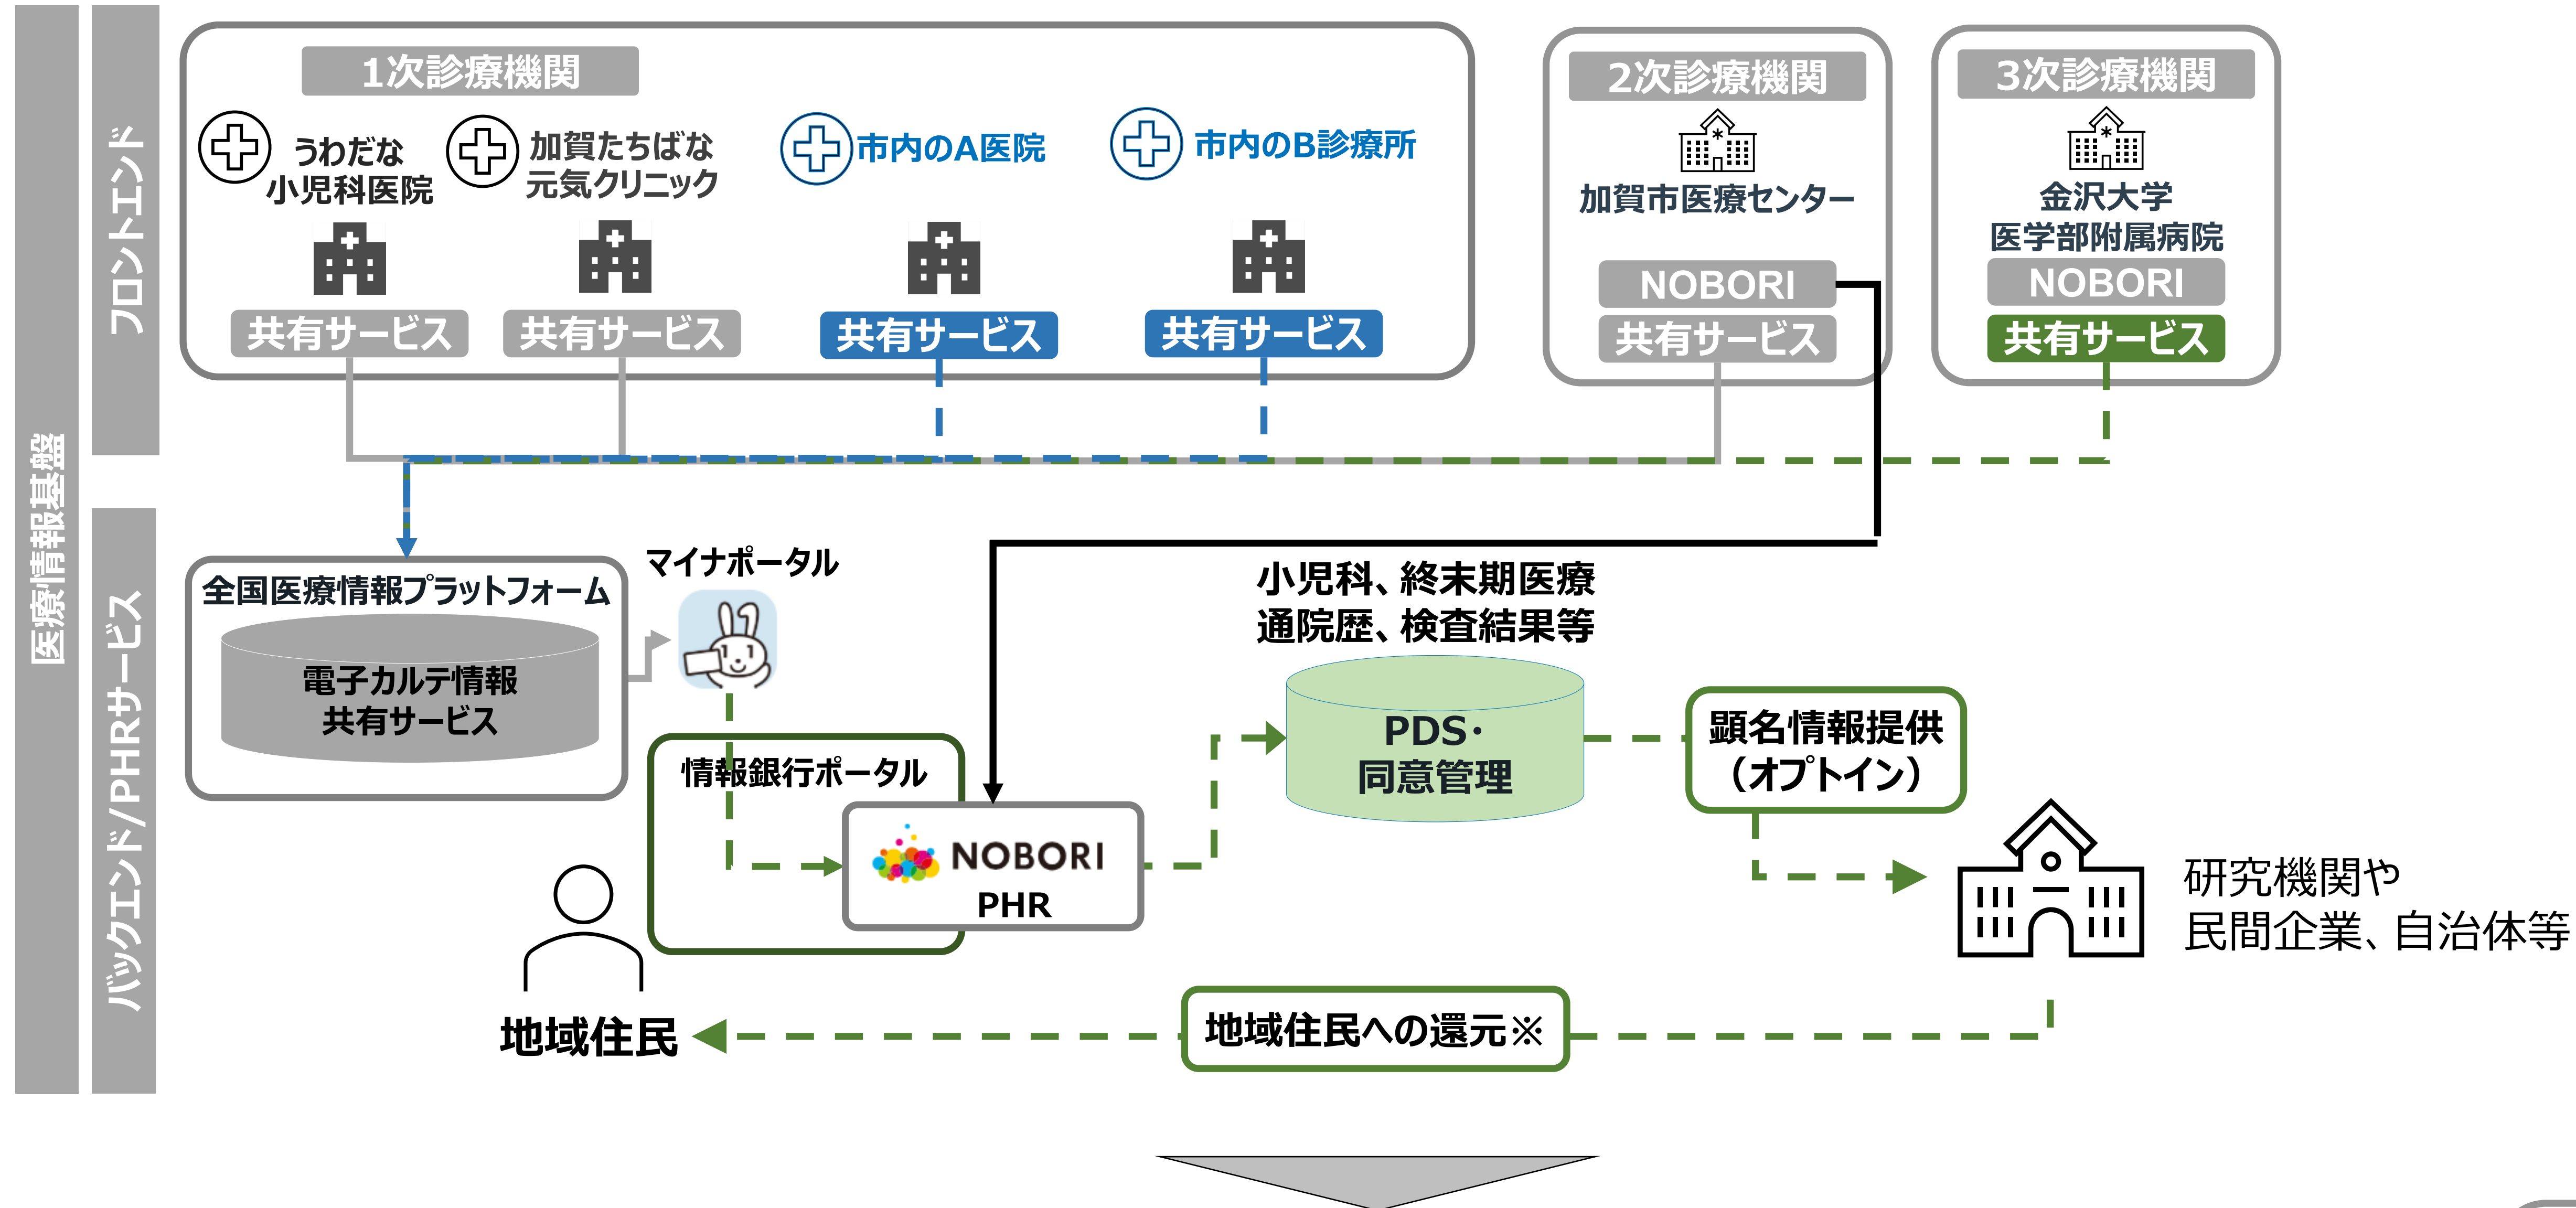 医療情報基盤
フロントエンド
1次診療機関
うわだな
小児科医院
加賀たちばな
元気クリニック
市内のA医院
市内のB診療所
共有サービス
共有サービス
共有サービス
共有サービス
2次診療機関
加賀市医療センター
NOBORI
共有サービス
3次診療機関
金沢大学
医学部附属病院
NOBORI
共有サービス
バックエンド/PHRサービス
全国医療情報プラットフォーム
電子カルテ情報
共有サービス
マイナポータル
情報銀行ポータル
NOBORI
PHR
小児科、終末期医療
通院歴、検査結果等
PDS・
同意管理
顕名情報提供
（オプトイン）
研究機関や
民間企業、自治体等
地域住民への還元※
地域住民